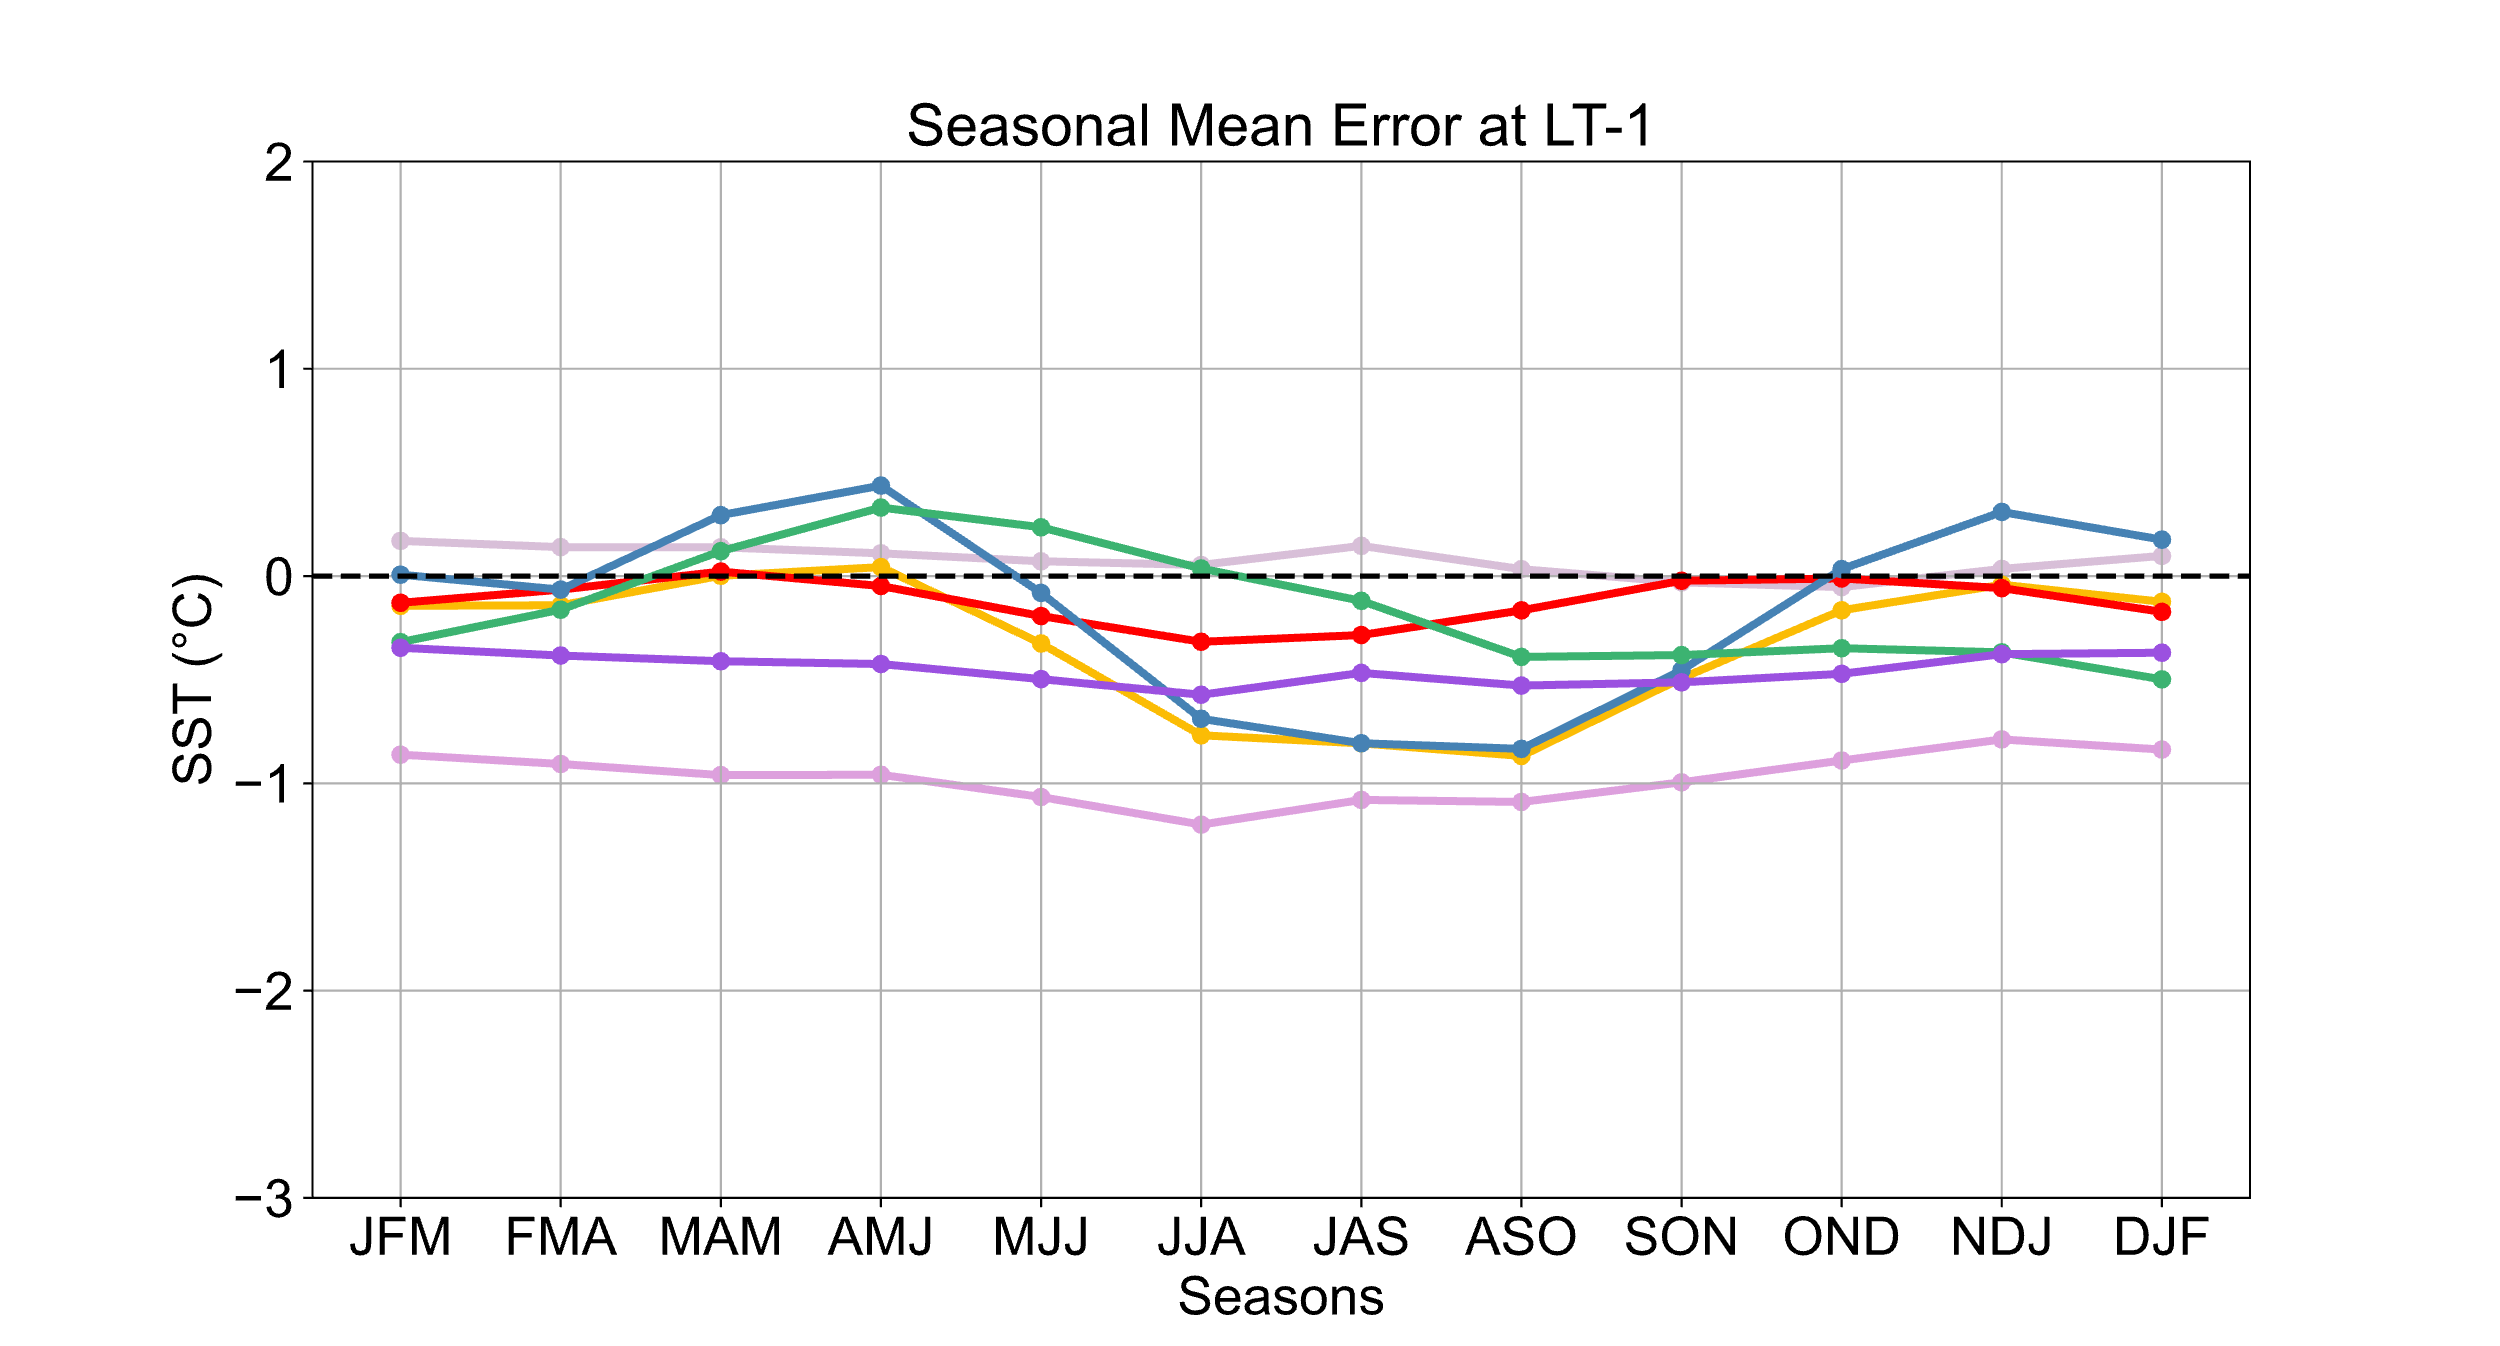 Seasonal Mean Error at LT-1
2
1
0
−1
−2
−3
SST (°C)
JFM FMA MAM AMJ MJJ JJA JAS ASO SON OND NDJ DJF
Seasons